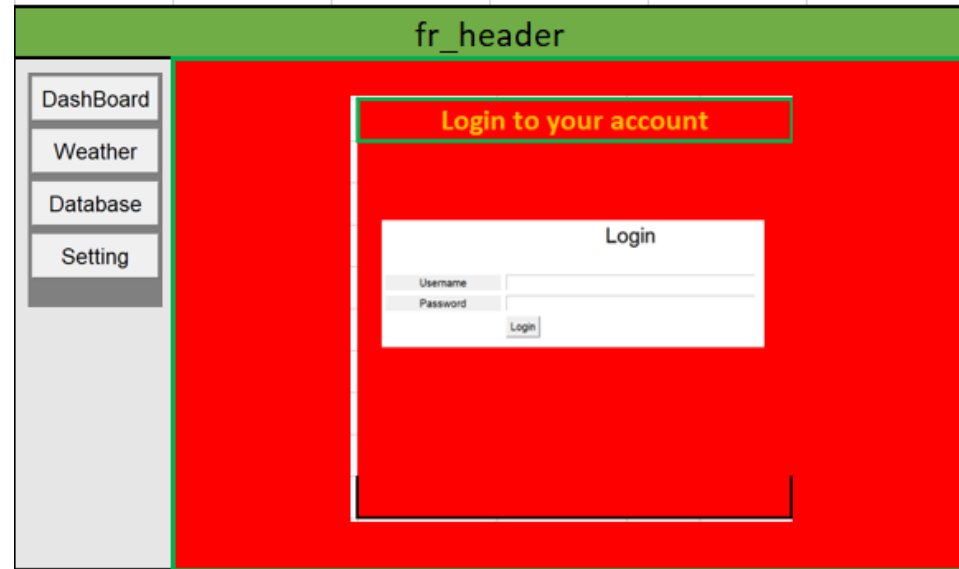 fr_header
DashBoard
Weather
Database
Setting
Login to your account
Login
Username
Password
Login